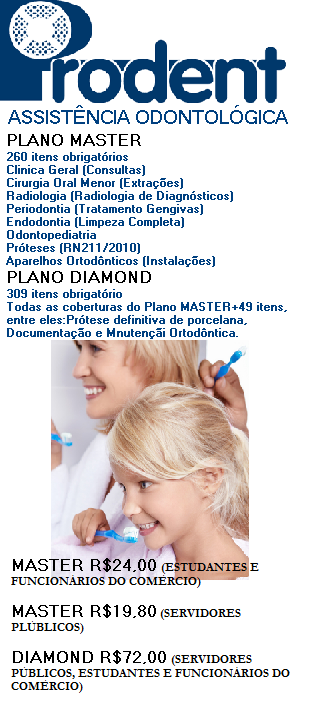 Prodent
ASSISTÊNCIA ODONTOLÓGICA
PLANO MASTER
260 itens obrigatórios
Clinica Geral (Consultas)
Cirurgia Oral Menor (Extrações)
Radiologia (Radiologia de Diagnósticos)
Periodontia (Tratamento Gengivas)
Endodontia (Limpeza Completa)
Odontopediatria
Próteses (RN211/2010)
Aparelhos Ortodônticos (Instalações)
PLANO DIAMOND
309 itens obrigatório
Todas as coberturas do Plano MASTER+49 itens,
entre eles:Prótese definitiva de porcelana,
Documentação e Mnutençãi Ortodôntica.
MASTER R$24,00 (ESTUDANTES E
FUNCIONÁRIOS DO COMÉRCIO)
MASTER R$19,80 (SERVIDORES
PLÚBLICOS)
DIAMOND R$72,00 (SERVIDORES
PÚBLICOS, ESTUDANTES E FUNCIONÁRIOS DO
COMÉRCIO)